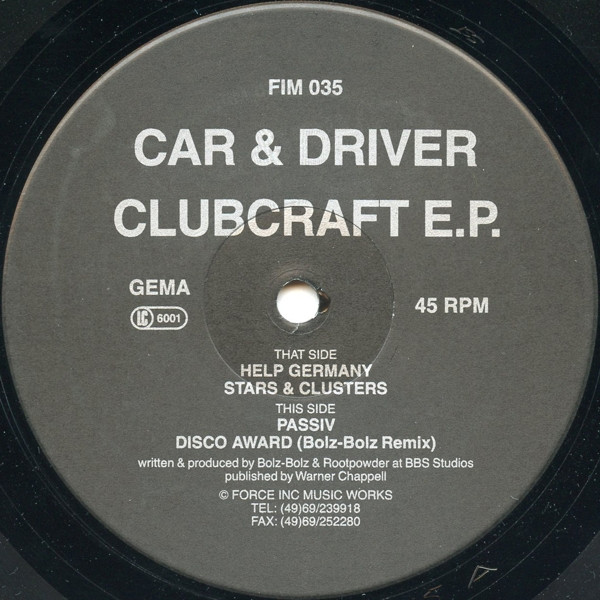 FIM 035
CAR & DRIVER
CLUBCRAFT E.P.
GEMA
LC 6001
45 RPM
THAT SIDE
HELP GERMANY
STARS & CLUSTERS
THIS SIDE
PASSIV
DISCO AWARD (Bolz-Bolz Remix)
written & produced by Bolz-Bolz & Rootpowder at BBS Studios
published by Warner Chappell
© FORCE INC MUSIC WORKS
TEL: (49)69/239918
FAX: (49)69/252280